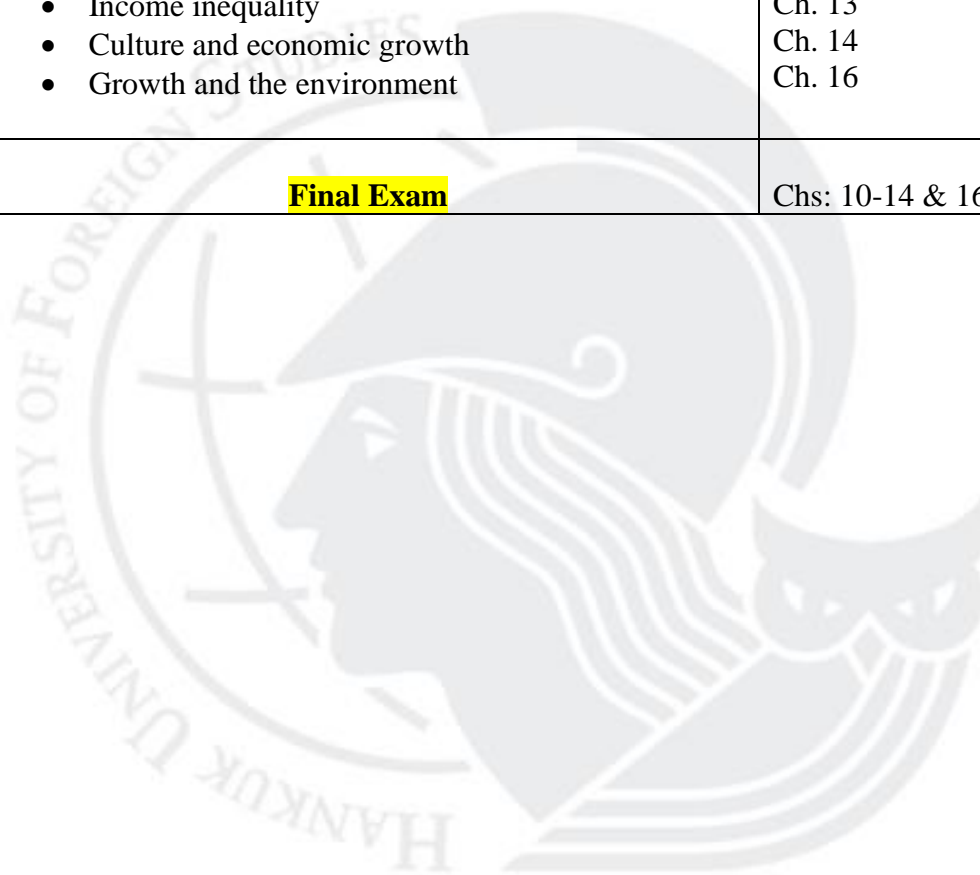 • Income inequality Ch. 13
• Culture and economic growth Ch. 14
• Growth and the environment Ch. 16
Final Exam Chs: 10-14 & 16
HANKUK UNIVERSITY OF FOREIGN STUDIES